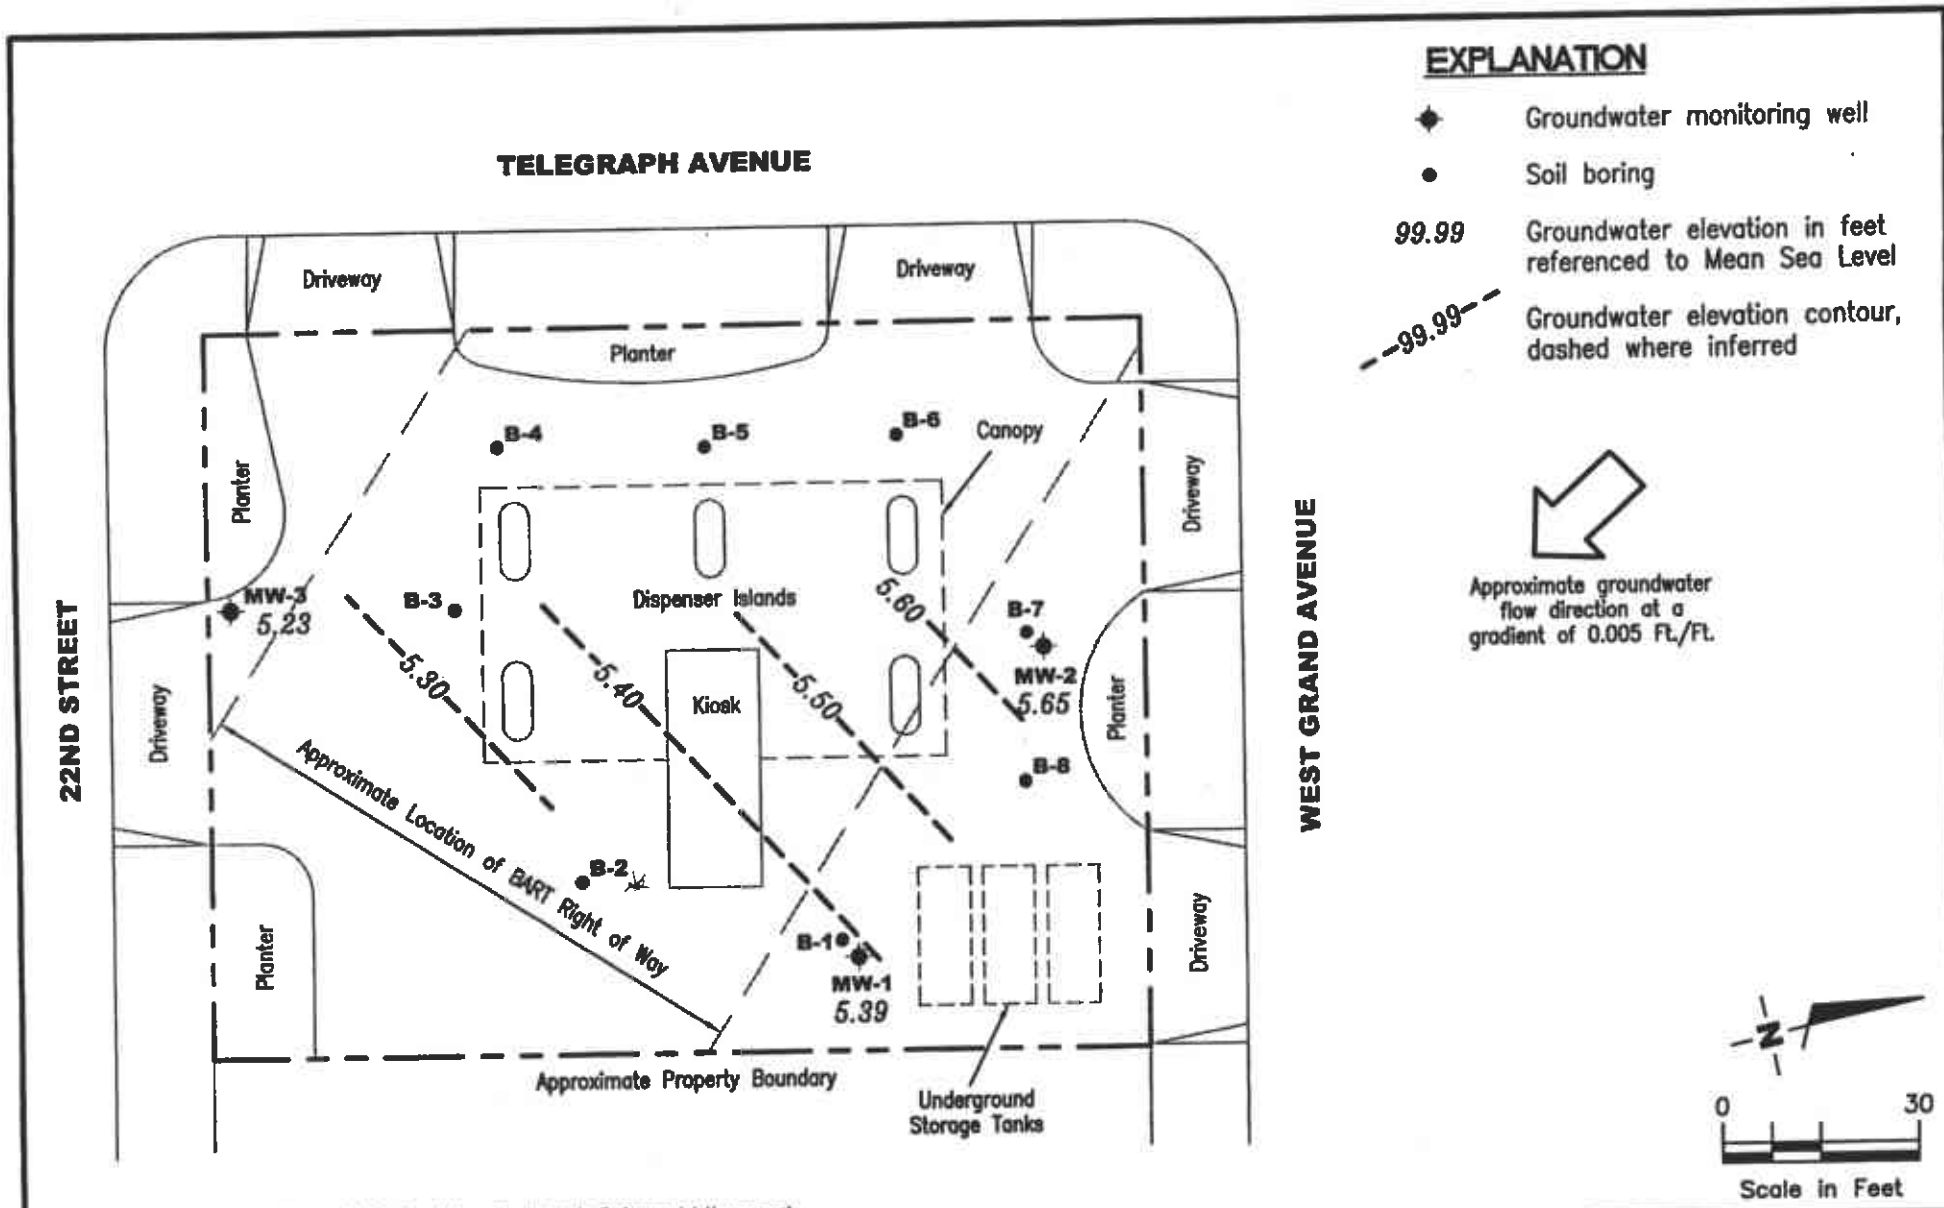 EXPLANATION
Groundwater monitoring well
Soil boring
99.99
Groundwater elevation in feet
referenced to Mean Sea Level
99.99
Groundwater elevation contour,
dashed where inferred
TELEGRAPH AVENUE
Driveway
Driveway
Planter
B-4
B-5
B-6
Canopy
Planter
Driveway
Approximate groundwater
flow direction at a
gradient of 0.005 Ft./Ft.
MW-3
5.23
B-3
Dispenser Islands
5.60
B-7
MW-2
5.65
22ND STREET
WEST GRAND AVENUE
5.30
5.40
5.50
Kiosk
Planter
Driveway
B-8
Approximate Location of BART Right of Way
B-2
B-1
MW-1
5.39
Planter
Driveway
Approximate Property Boundary
Underground
Storage Tanks
N
0 30
Scale in Feet